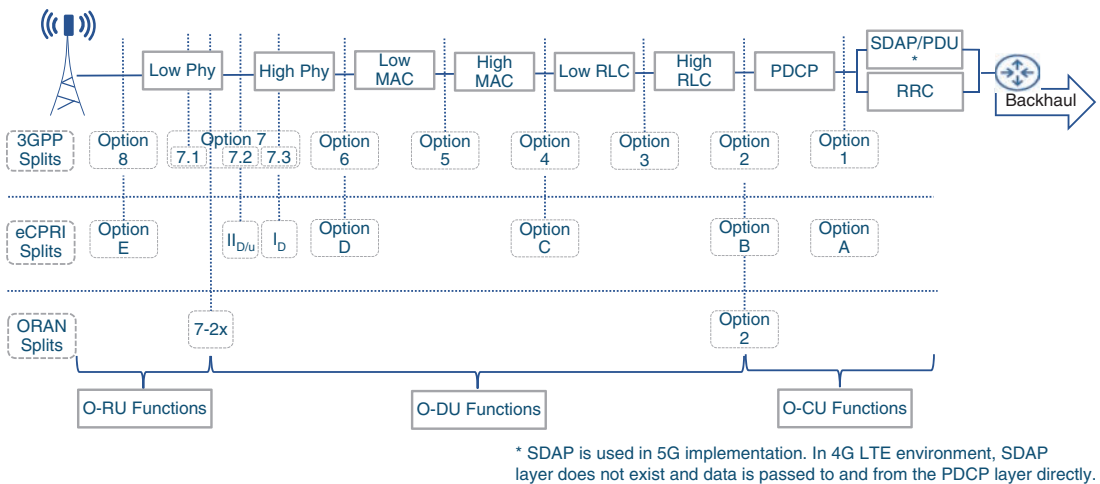 Low Phy
High Phy
Low
MAC
High
MAC
Low RLC
High
RLC
PDCP
SDAP/PDU
*
RRC
Backhaul
3GPP
Splits
Option
8
Option 7
7.1
7.2
7.3
Option
6
Option
5
Option
4
Option
3
Option
2
Option
1
eCPRI
Splits
Option
E
II D/u
I D
Option
D
Option
C
Option
B
Option
A
ORAN
Splits
7-2x
Option
2
O-RU Functions
O-DU Functions
O-CU Functions
* SDAP is used in 5G implementation. In 4G LTE environment, SDAP
layer does not exist and data is passed to and from the PDCP layer directly.